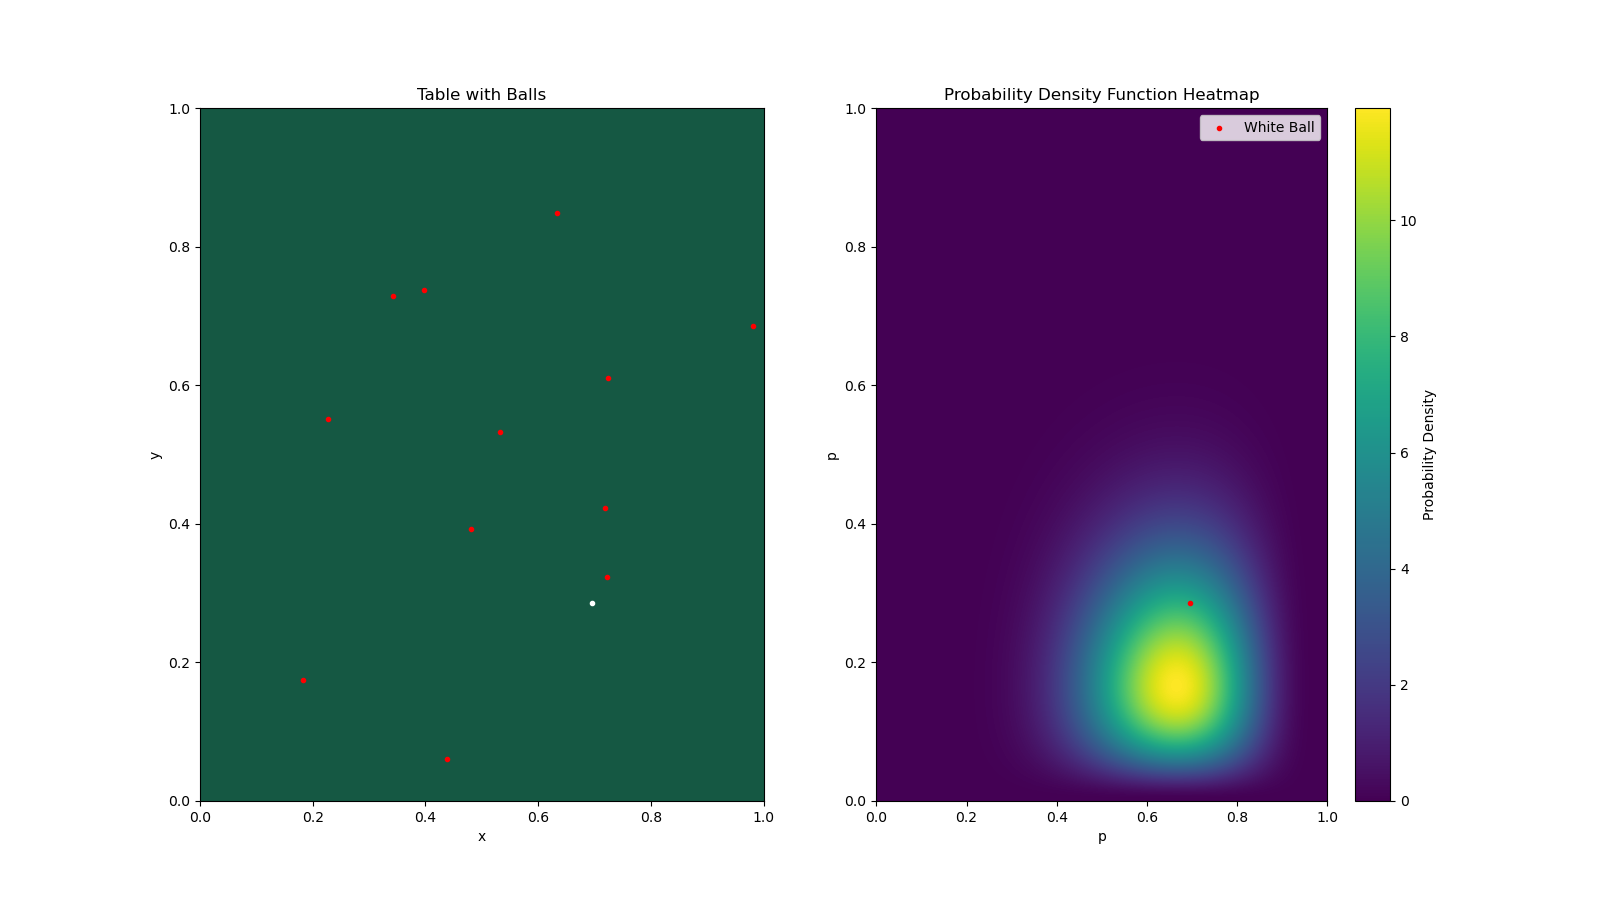 Table with Balls
1.0
0.8
0.6
0.4
0.2
0.0
y
0.0 0.2 0.4 0.6 0.8 1.0
x
Probability Density Function Heatmap
White Ball
1.0
0.8
0.6
0.4
0.2
0.0
p
0.0 0.2 0.4 0.6 0.8 1.0
p
10
8
6
4
2
0
Probability Density